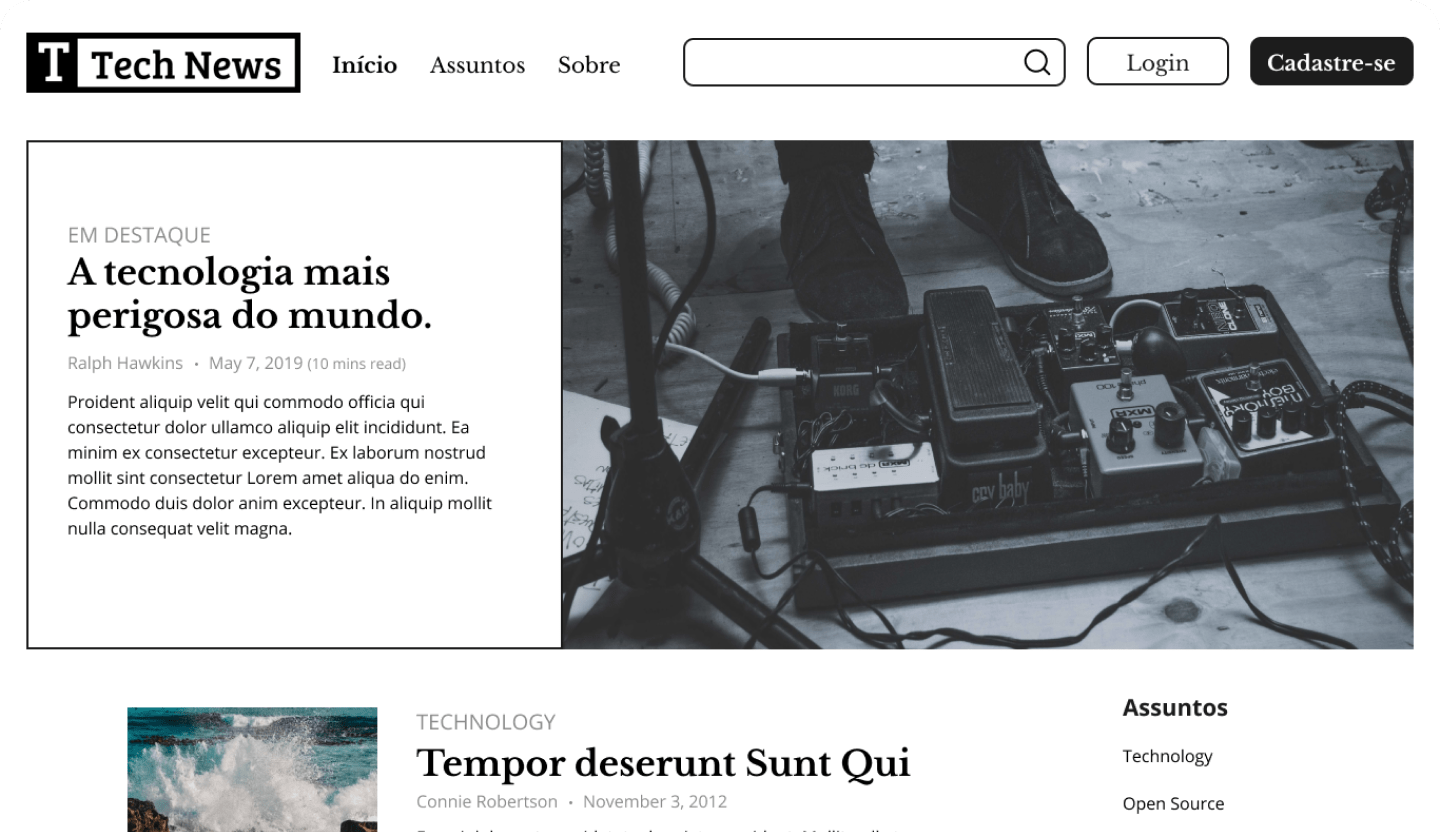 T Tech News
Início Assuntos Sobre
Login
Cadastre-se
EM DESTAQUE
A tecnologia mais
perigosa do mundo.
Ralph Hawkins • May 7, 2019 (10 mins read)
Proident aliquip velit qui commodo officia qui
consectetur dolor ullamco aliquip elit incididunt. Ea
minim ex consectetur excepteur. Ex laborum nostrud
mollit sint consectetur Lorem amet aliqua do enim.
Commodo duis dolor anim excepteur. In aliquip mollit
nulla consequat velit magna.
KORG
MXR
dc brick
MXR
cry baby
TECHNOLOGY
Tempor deserunt Sunt Qui
Connie Robertson • November 3, 2012
Assuntos
Technology
Open Source